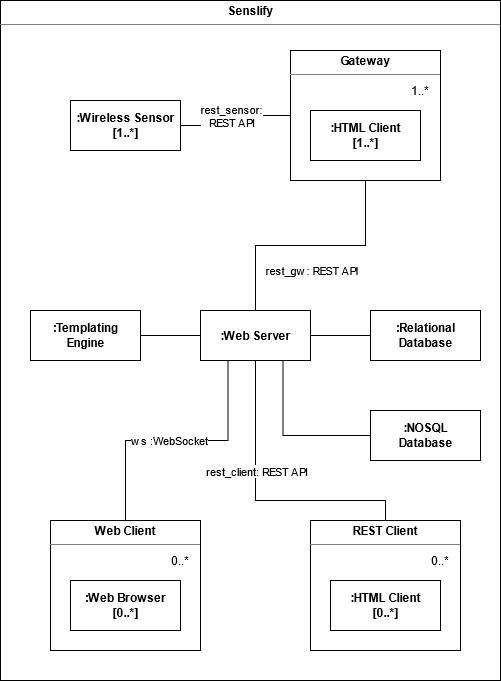 Senslify
Gateway
1..*
:HTML Client
[1..*]
:Wireless Sensor
[1..*]
rest_sensor:
REST API
rest_gw : REST API
:Templating
Engine
:Web Server
:Relational
Database
:NOSQL
Database
ws :WebSocket
rest_client: REST API
Web Client
0..*
:Web Browser
[0..*]
REST Client
0..*
:HTML Client
[0..*]